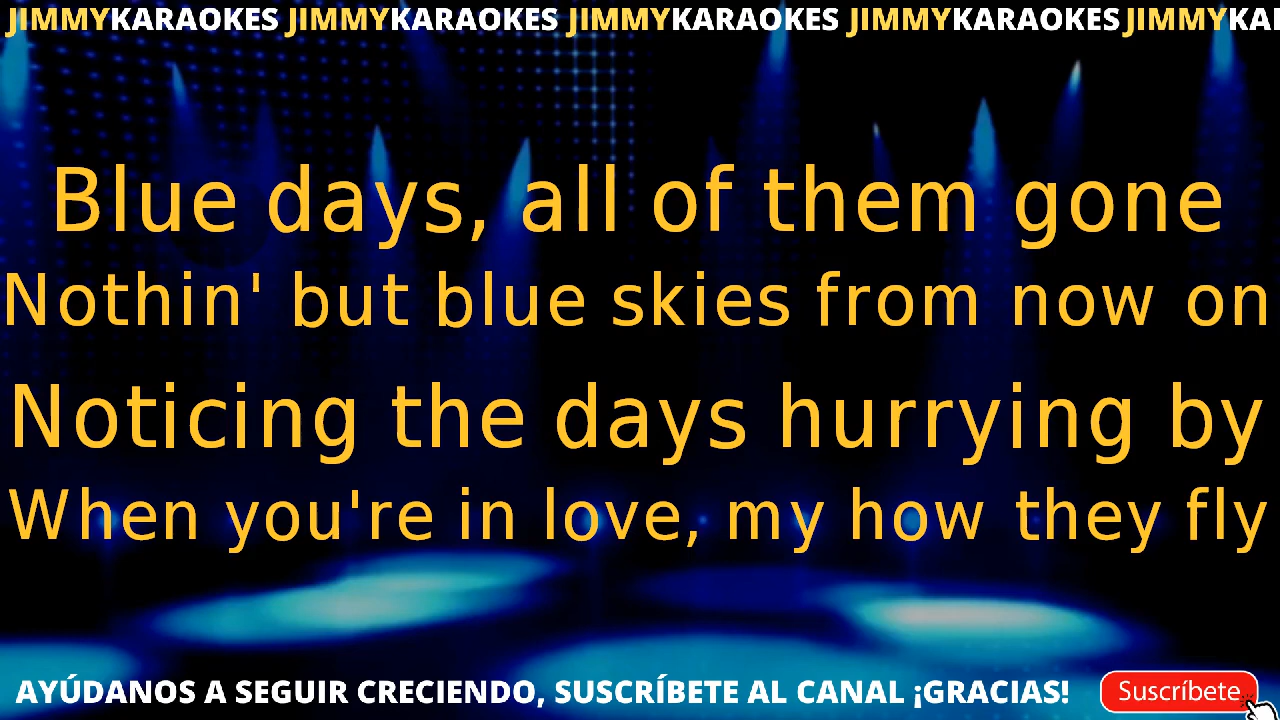 JIMMYKARAOKES JIMMYKARAOKES JIMMYKARAOKES JIMMYKARAOKES JIMMYKA
Blue days, all of them gone
Nothin' but blue skies from now on
Noticing the days hurrying by
When you're in love, my how they fly
AYÚDANOS A SEGUIR CRECIENDO, SUSCRÍBETE AL CANAL ¡GRACIAS! Suscríbete